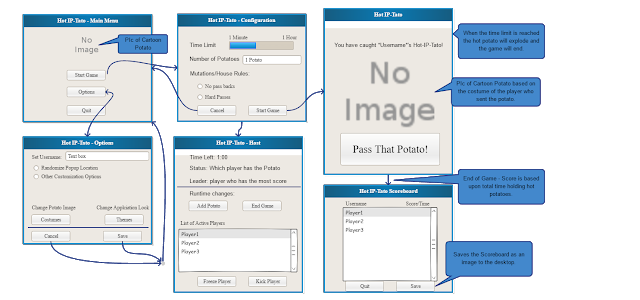 Hot IP-Tato - Main Menu
No
Image
Pic of Cartoon
Potato
Start Game
Options
Quit
Hot IP-Tato - Configuration
1 Minute
1 Hour
Time Limit
Number of Potatoes
1 Potato
Mutations/House Rules:
No pass backs
Hard Passes
Cancel
Start Game
Hot IP-Tato
You have caught "Username"'s Hot-IP-Tato!
No
Image
Pass That Potato!
When the time limit is reached
the hot potato will explode and
the game will end.
Pic of Cartoon Potato based on
the costume of the player who
sent the potato
Hot IP-Tato - Options
Set Username:
Text box
Randomize Popup Location
Other Customization Options
Change Potato Image
Change Application Look
Costumes
Themes
Cancel
Save
Hot IP-Tato - Host
Time Left: 1:00
Status: Which player has the Potato
Leader: player who has the most score
Runtime changes:
Add Potato
End Game
List of Active Players
Player1
Player2
Player3
Freeze Player
Kick Player
End of Game - Score is based
upon total time holding hot
potatoes.
Hot IP-Tato Scoreboard
Username
Score/Time
Player1
Player2
Player3
Quit
Save
Saves the Scoreboard as an
image to the desktop.